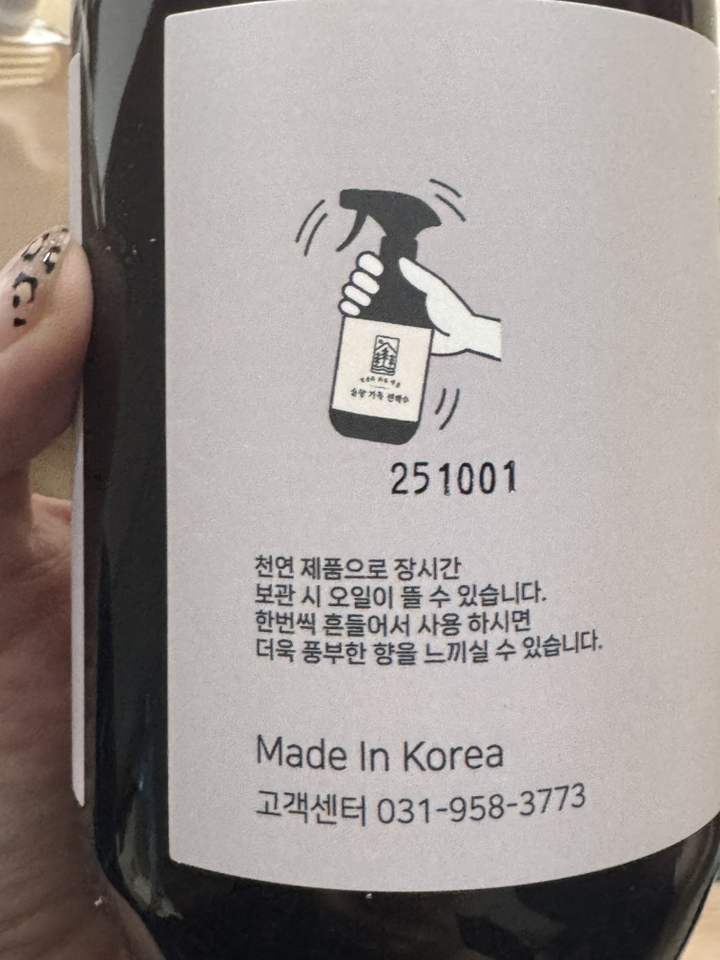 251001
천연 제품으로 장시간
보관 시 오일이 뜰 수 있습니다.
한번씩 흔들어서 사용 하시면
더욱 풍부한 향을 느끼실 수 있습니다.
Made In Korea
고객센터 031-958-3773